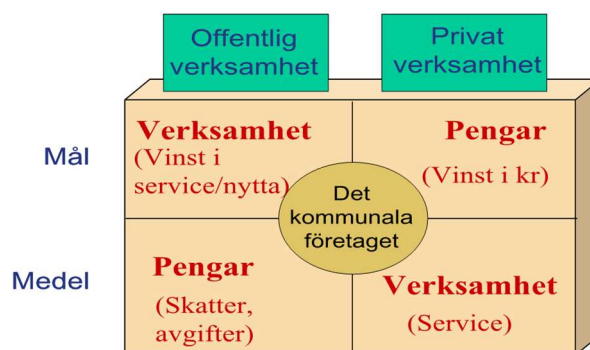 Offentlig
verksamhet
Privat
verksamhet
Mål
Verksamhet
(Vinst i
service/nytta)
Pengar
(Vinst i kr)
Det
kommunala
företaget
Medel
Pengar
(Skatter,
avgifter)
Verksamhet
(Service)